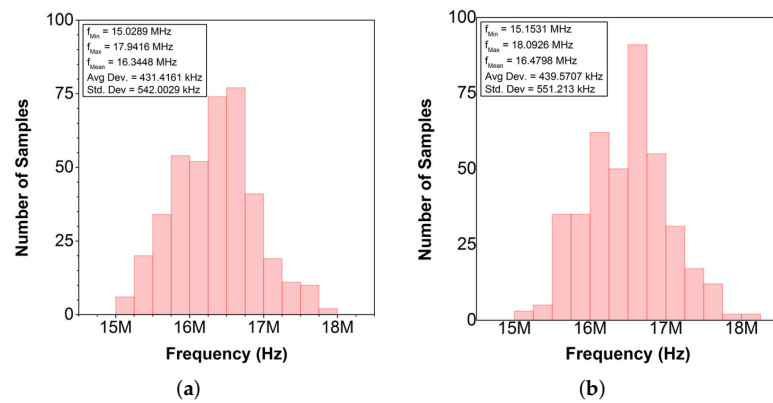 f_Min = 15.0289 MHz
f_Max = 17.9416 MHz
f_Mean = 16.3448 MHz
Avg Dev. = 431.4161 kHz
Std. Dev = 542.0029 kHz
100
75
50
25
0
Number of Samples
15M 16M 17M 18M
Frequency (Hz)
(a)
f_Min = 15.1531 MHz
f_Max = 18.0926 MHz
f_Mean = 16.4798 MHz
Avg Dev. = 439.5707 kHz
Std. Dev = 551.213 kHz
100
75
50
25
0
Number of Samples
15M 16M 17M 18M
Frequency (Hz)
(b)